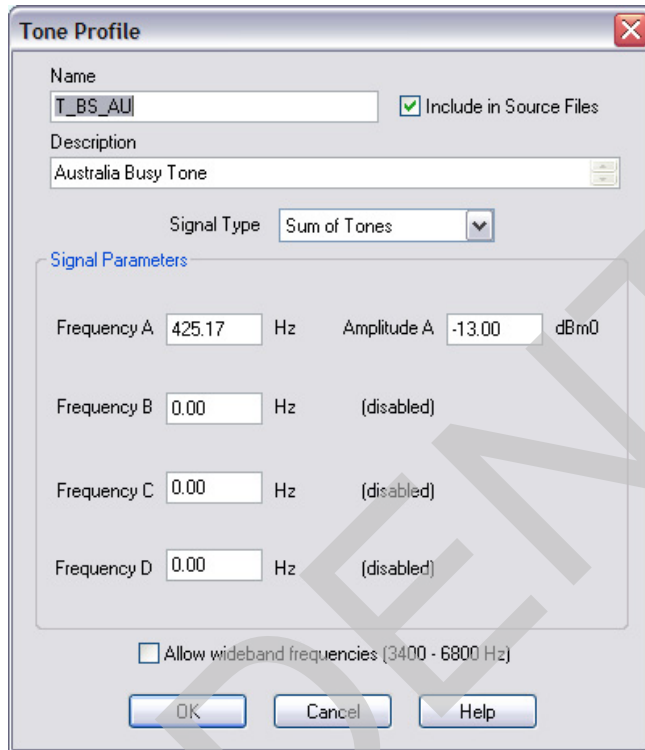 Tone Profile
Name
T_BS_AU
Include in Source Files
Description
Australia Busy Tone
Signal Type Sum of Tones
Signal Parameters
Frequency A 425.17 Hz Amplitude A -13.00 dBm0
Frequency B 0.00 Hz (disabled)
Frequency C 0.00 Hz (disabled)
Frequency D 0.00 Hz (disabled)
Allow wideband frequencies (3400 - 6800 Hz)
OK Cancel Help